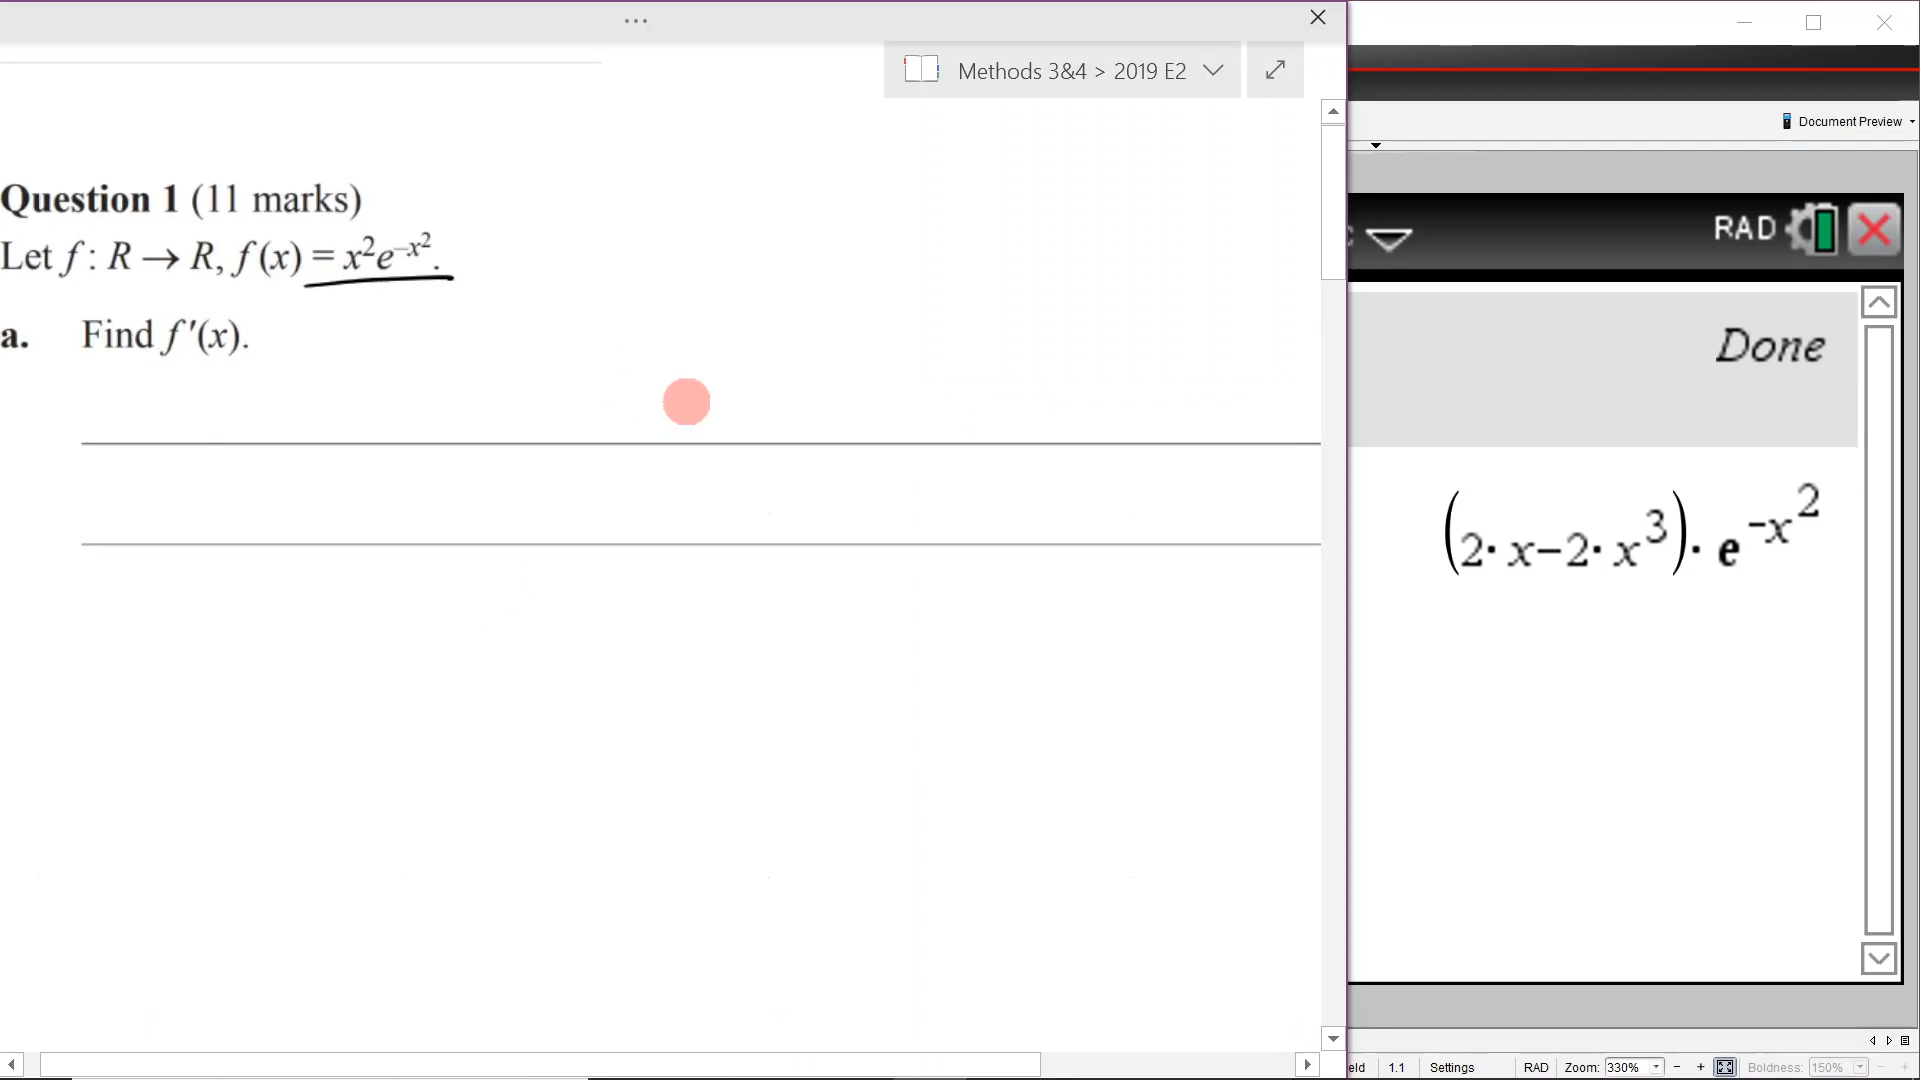 Methods 3&4 > 2019 E2
Document Preview
Question 1 (11 marks)
Let f : R → R, f(x) = x²e^(–x²).
a. Find f′(x).
RAD
Done
(2·x−2·x³)·e^(−x²)
eld 1.1 Settings RAD Zoom: 330% − + Boldness: 150% − +